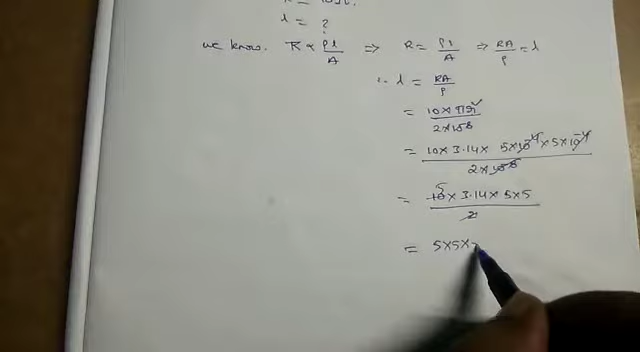 l = ?
we know. R ∝ ρl/A ⇒ R = ρl/A ⇒ RA/ρ = l
∴ l = RA/ρ
= 10 × πr²/2×10⁻⁸
= 10 × 3.14 × 5×10⁻⁴ × 5×10⁻⁴/2×10⁻⁸
= 10 5 × 3.14 × 5×5/2
= 5×5×